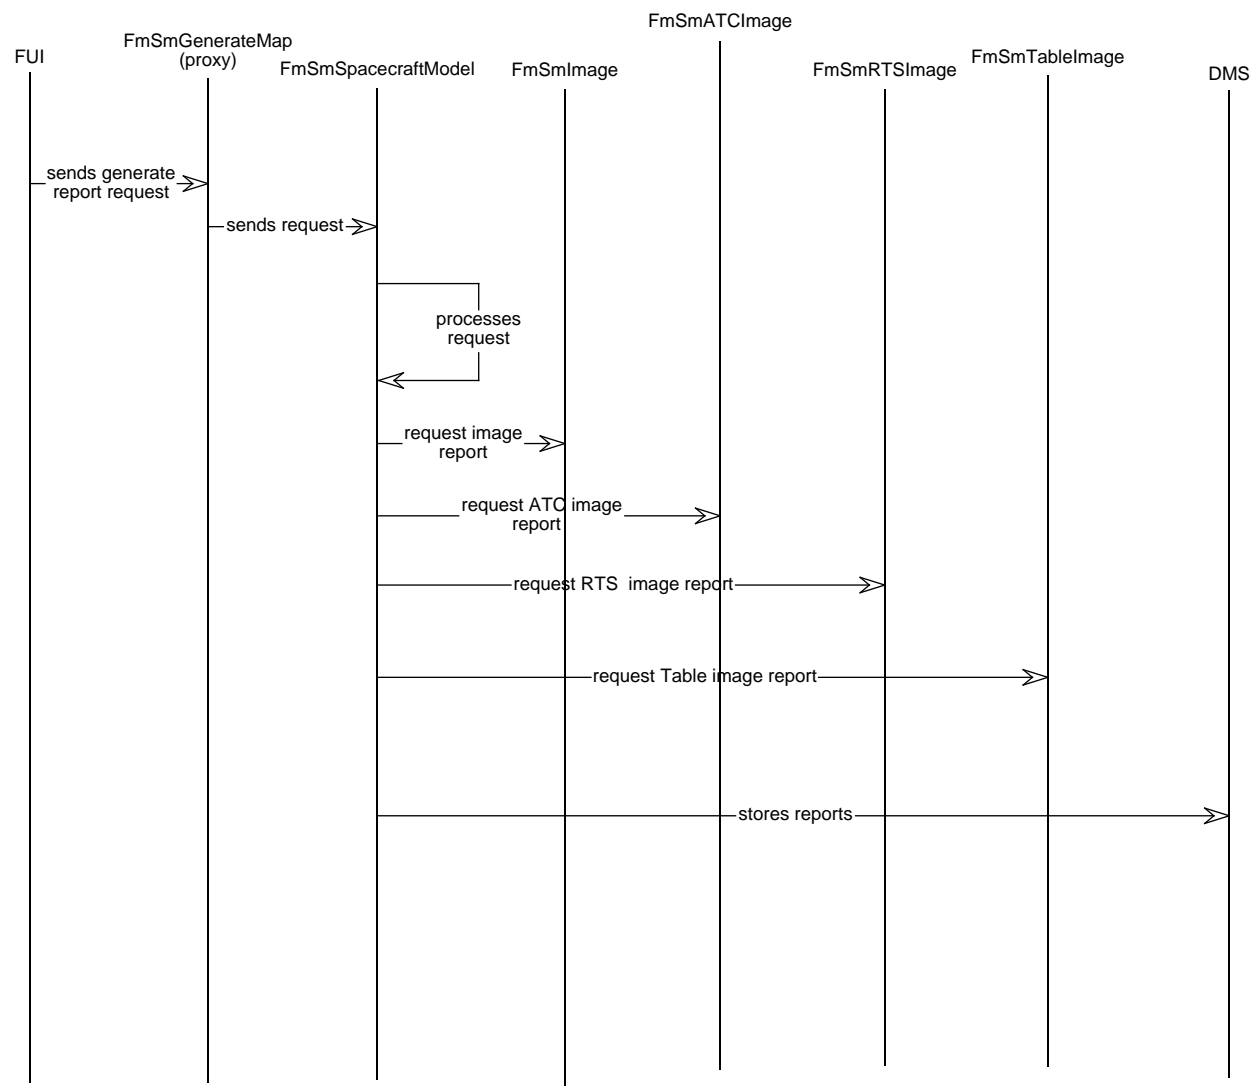 FmSmATCImage
FmSmGenerateMap
(proxy)
FUI
FmSmSpacecraftModel
FmSmImage
FmSmRTSImage
FmSmTableImage
DMS
sends generate
report request
sends request
processes
request
request image
report
request ATC image
report
request RTS  image report
request Table image report
stores reports